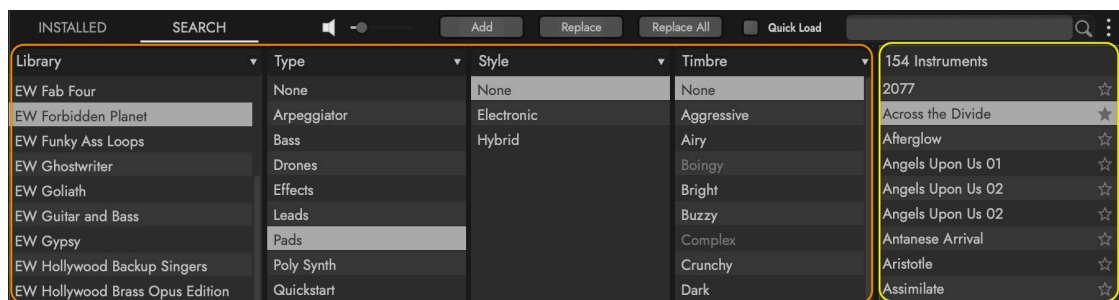 INSTALLED SEARCH Add Replace Replace All Quick Load
Library Type Style Timbre 154 Instruments
EW Fab Four None None None 2077
EW Forbidden Planet Arpeggiator Electronic Aggressive Across the Divide
EW Funky Ass Loops Bass Hybrid Airy Afterglow
EW Ghostwriter Drones Boingy Angels Upon Us 01
EW Goliath Effects Bright Angels Upon Us 02
EW Guitar and Bass Leads Buzzy Angels Upon Us 02
EW Gypsy Pads Complex Antanese Arrival
EW Hollywood Backup Singers Poly Synth Crunchy Aristotle
EW Hollywood Brass Opus Edition Quickstart Dark Assimilate